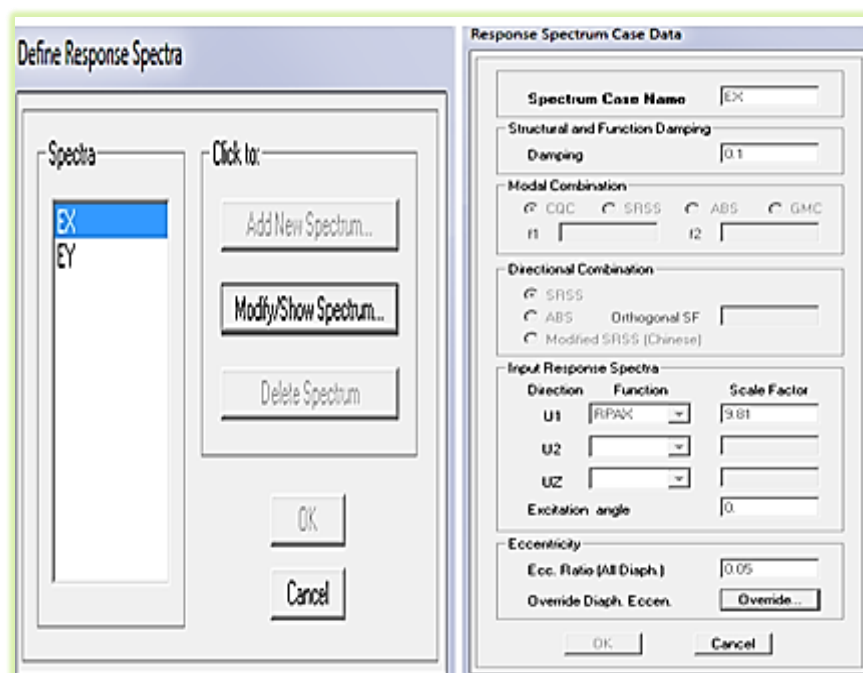 Define Response Spectra
Spectra
EX
EY
Click to:
Add New Spectrum...
Modify/Show Spectrum...
Delete Spectrum
OK
Cancel
Response Spectrum Case Data
Spectrum Case Name EX
Structural and Function Damping
Damping 0.1
Modal Combination
CQC SRSS ABS GMC
f1 f2
Directional Combination
SRSS
ABS Orthogonal SF
Modified SRSS (Chinese)
Input Response Spectra
Direction Function Scale Factor
U1 RPAX 9.81
U2
UZ
Excitation angle 0.
Eccentricity
Ecc. Ratio (All Diaph.) 0.05
Override Diaph. Eccen. Override...
OK Cancel